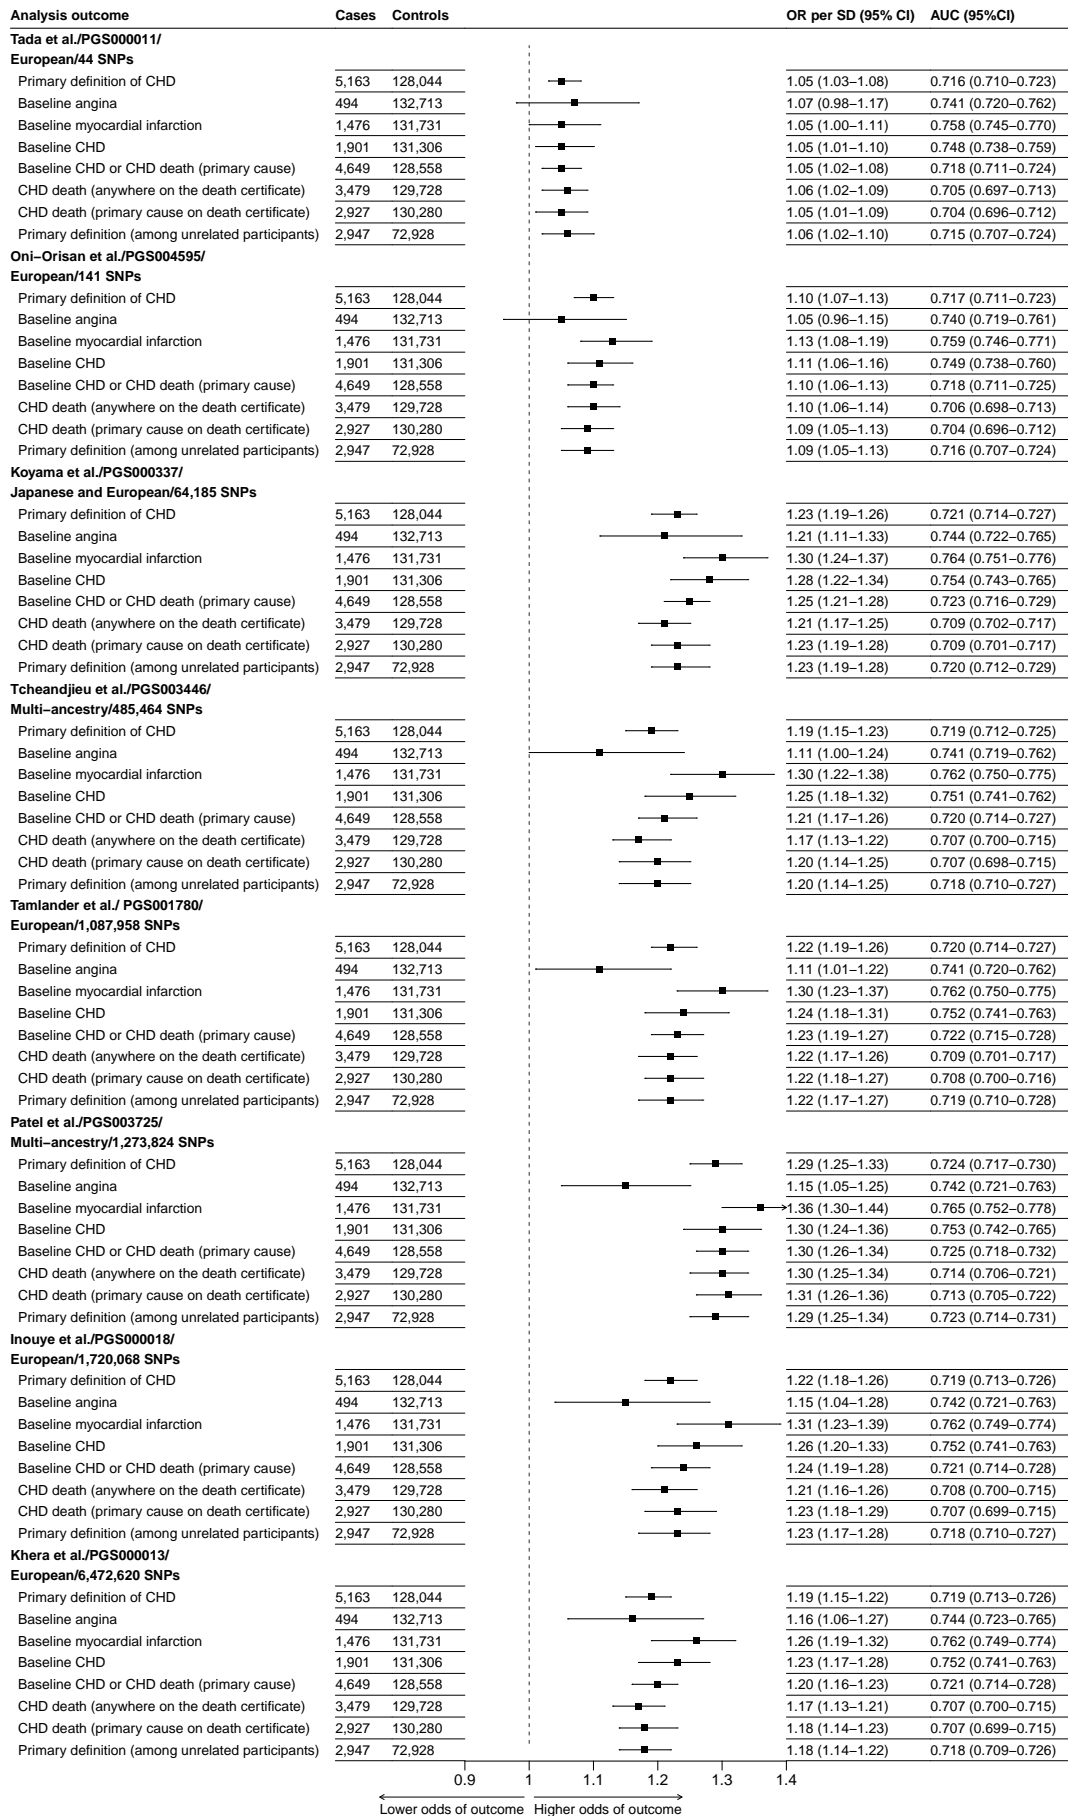 Analysis outcome Cases Controls OR per SD (95% CI) AUC (95%CI)
Tada et al./PGS000011/
European/44 SNPs
Primary definition of CHD 5,163 128,044 1.05 (1.03−1.08) 0.716 (0.710−0.723)
Baseline angina 494 132,713 1.07 (0.98−1.17) 0.741 (0.720−0.762)
Baseline myocardial infarction 1,476 131,731 1.05 (1.00−1.11) 0.758 (0.745−0.770)
Baseline CHD 1,901 131,306 1.05 (1.01−1.10) 0.748 (0.738−0.759)
Baseline CHD or CHD death (primary cause) 4,649 128,558 1.05 (1.02−1.08) 0.718 (0.711−0.724)
CHD death (anywhere on the death certificate) 3,479 129,728 1.06 (1.02−1.09) 0.705 (0.697−0.713)
CHD death (primary cause on death certificate) 2,927 130,280 1.05 (1.01−1.09) 0.704 (0.696−0.712)
Primary definition (among unrelated participants) 2,947 72,928 1.06 (1.02−1.10) 0.715 (0.707−0.724)
Oni−Orisan et al./PGS004595/
European/141 SNPs
Primary definition of CHD 5,163 128,044 1.10 (1.07−1.13) 0.717 (0.711−0.723)
Baseline angina 494 132,713 1.05 (0.96−1.15) 0.740 (0.719−0.761)
Baseline myocardial infarction 1,476 131,731 1.13 (1.08−1.19) 0.759 (0.746−0.771)
Baseline CHD 1,901 131,306 1.11 (1.06−1.16) 0.749 (0.738−0.760)
Baseline CHD or CHD death (primary cause) 4,649 128,558 1.10 (1.06−1.13) 0.718 (0.711−0.725)
CHD death (anywhere on the death certificate) 3,479 129,728 1.10 (1.06−1.14) 0.706 (0.698−0.713)
CHD death (primary cause on death certificate) 2,927 130,280 1.09 (1.05−1.13) 0.704 (0.696−0.712)
Primary definition (among unrelated participants) 2,947 72,928 1.09 (1.05−1.13) 0.716 (0.707−0.724)
Koyama et al./PGS000337/
Japanese and European/64,185 SNPs
Primary definition of CHD 5,163 128,044 1.23 (1.19−1.26) 0.721 (0.714−0.727)
Baseline angina 494 132,713 1.21 (1.11−1.33) 0.744 (0.722−0.765)
Baseline myocardial infarction 1,476 131,731 1.30 (1.24−1.37) 0.764 (0.751−0.776)
Baseline CHD 1,901 131,306 1.28 (1.22−1.34) 0.754 (0.743−0.765)
Baseline CHD or CHD death (primary cause) 4,649 128,558 1.25 (1.21−1.28) 0.723 (0.716−0.729)
CHD death (anywhere on the death certificate) 3,479 129,728 1.21 (1.17−1.25) 0.709 (0.702−0.717)
CHD death (primary cause on death certificate) 2,927 130,280 1.23 (1.19−1.28) 0.709 (0.701−0.717)
Primary definition (among unrelated participants) 2,947 72,928 1.23 (1.19−1.28) 0.720 (0.712−0.729)
Tcheandjieu et al./PGS003446/
Multi−ancestry/485,464 SNPs
Primary definition of CHD 5,163 128,044 1.19 (1.15−1.23) 0.719 (0.712−0.725)
Baseline angina 494 132,713 1.11 (1.00−1.24) 0.741 (0.719−0.762)
Baseline myocardial infarction 1,476 131,731 1.30 (1.22−1.38) 0.762 (0.750−0.775)
Baseline CHD 1,901 131,306 1.25 (1.18−1.32) 0.751 (0.741−0.762)
Baseline CHD or CHD death (primary cause) 4,649 128,558 1.21 (1.17−1.26) 0.720 (0.714−0.727)
CHD death (anywhere on the death certificate) 3,479 129,728 1.17 (1.13−1.22) 0.707 (0.700−0.715)
CHD death (primary cause on death certificate) 2,927 130,280 1.20 (1.14−1.25) 0.707 (0.698−0.715)
Primary definition (among unrelated participants) 2,947 72,928 1.20 (1.14−1.25) 0.718 (0.710−0.727)
Tamlander et al./ PGS001780/
European/1,087,958 SNPs
Primary definition of CHD 5,163 128,044 1.22 (1.19−1.26) 0.720 (0.714−0.727)
Baseline angina 494 132,713 1.11 (1.01−1.22) 0.741 (0.720−0.762)
Baseline myocardial infarction 1,476 131,731 1.30 (1.23−1.37) 0.762 (0.750−0.775)
Baseline CHD 1,901 131,306 1.24 (1.18−1.31) 0.752 (0.741−0.763)
Baseline CHD or CHD death (primary cause) 4,649 128,558 1.23 (1.19−1.27) 0.722 (0.715−0.728)
CHD death (anywhere on the death certificate) 3,479 129,728 1.22 (1.17−1.26) 0.709 (0.701−0.717)
CHD death (primary cause on death certificate) 2,927 130,280 1.22 (1.18−1.27) 0.708 (0.700−0.716)
Primary definition (among unrelated participants) 2,947 72,928 1.22 (1.17−1.27) 0.719 (0.710−0.728)
Patel et al./PGS003725/
Multi−ancestry/1,273,824 SNPs
Primary definition of CHD 5,163 128,044 1.29 (1.25−1.33) 0.724 (0.717−0.730)
Baseline angina 494 132,713 1.15 (1.05−1.25) 0.742 (0.721−0.763)
Baseline myocardial infarction 1,476 131,731 1.36 (1.30−1.44) 0.765 (0.752−0.778)
Baseline CHD 1,901 131,306 1.30 (1.24−1.36) 0.753 (0.742−0.765)
Baseline CHD or CHD death (primary cause) 4,649 128,558 1.30 (1.26−1.34) 0.725 (0.718−0.732)
CHD death (anywhere on the death certificate) 3,479 129,728 1.30 (1.25−1.34) 0.714 (0.706−0.721)
CHD death (primary cause on death certificate) 2,927 130,280 1.31 (1.26−1.36) 0.713 (0.705−0.722)
Primary definition (among unrelated participants) 2,947 72,928 1.29 (1.25−1.34) 0.723 (0.714−0.731)
Inouye et al./PGS000018/
European/1,720,068 SNPs
Primary definition of CHD 5,163 128,044 1.22 (1.18−1.26) 0.719 (0.713−0.726)
Baseline angina 494 132,713 1.15 (1.04−1.28) 0.742 (0.721−0.763)
Baseline myocardial infarction 1,476 131,731 1.31 (1.23−1.39) 0.762 (0.749−0.774)
Baseline CHD 1,901 131,306 1.26 (1.20−1.33) 0.752 (0.741−0.763)
Baseline CHD or CHD death (primary cause) 4,649 128,558 1.24 (1.19−1.28) 0.721 (0.714−0.728)
CHD death (anywhere on the death certificate) 3,479 129,728 1.21 (1.16−1.26) 0.708 (0.700−0.715)
CHD death (primary cause on death certificate) 2,927 130,280 1.23 (1.18−1.29) 0.707 (0.699−0.715)
Primary definition (among unrelated participants) 2,947 72,928 1.23 (1.17−1.28) 0.718 (0.710−0.727)
Khera et al./PGS000013/
European/6,472,620 SNPs
Primary definition of CHD 5,163 128,044 1.19 (1.15−1.22) 0.719 (0.713−0.726)
Baseline angina 494 132,713 1.16 (1.06−1.27) 0.744 (0.723−0.765)
Baseline myocardial infarction 1,476 131,731 1.26 (1.19−1.32) 0.762 (0.749−0.774)
Baseline CHD 1,901 131,306 1.23 (1.17−1.28) 0.752 (0.741−0.763)
Baseline CHD or CHD death (primary cause) 4,649 128,558 1.20 (1.16−1.23) 0.721 (0.714−0.728)
CHD death (anywhere on the death certificate) 3,479 129,728 1.17 (1.13−1.21) 0.707 (0.700−0.715)
CHD death (primary cause on death certificate) 2,927 130,280 1.18 (1.14−1.23) 0.707 (0.699−0.715)
Primary definition (among unrelated participants) 2,947 72,928 1.18 (1.14−1.22) 0.718 (0.709−0.726)
0.9 1 1.1 1.2 1.3 1.4
Lower odds of outcome Higher odds of outcome